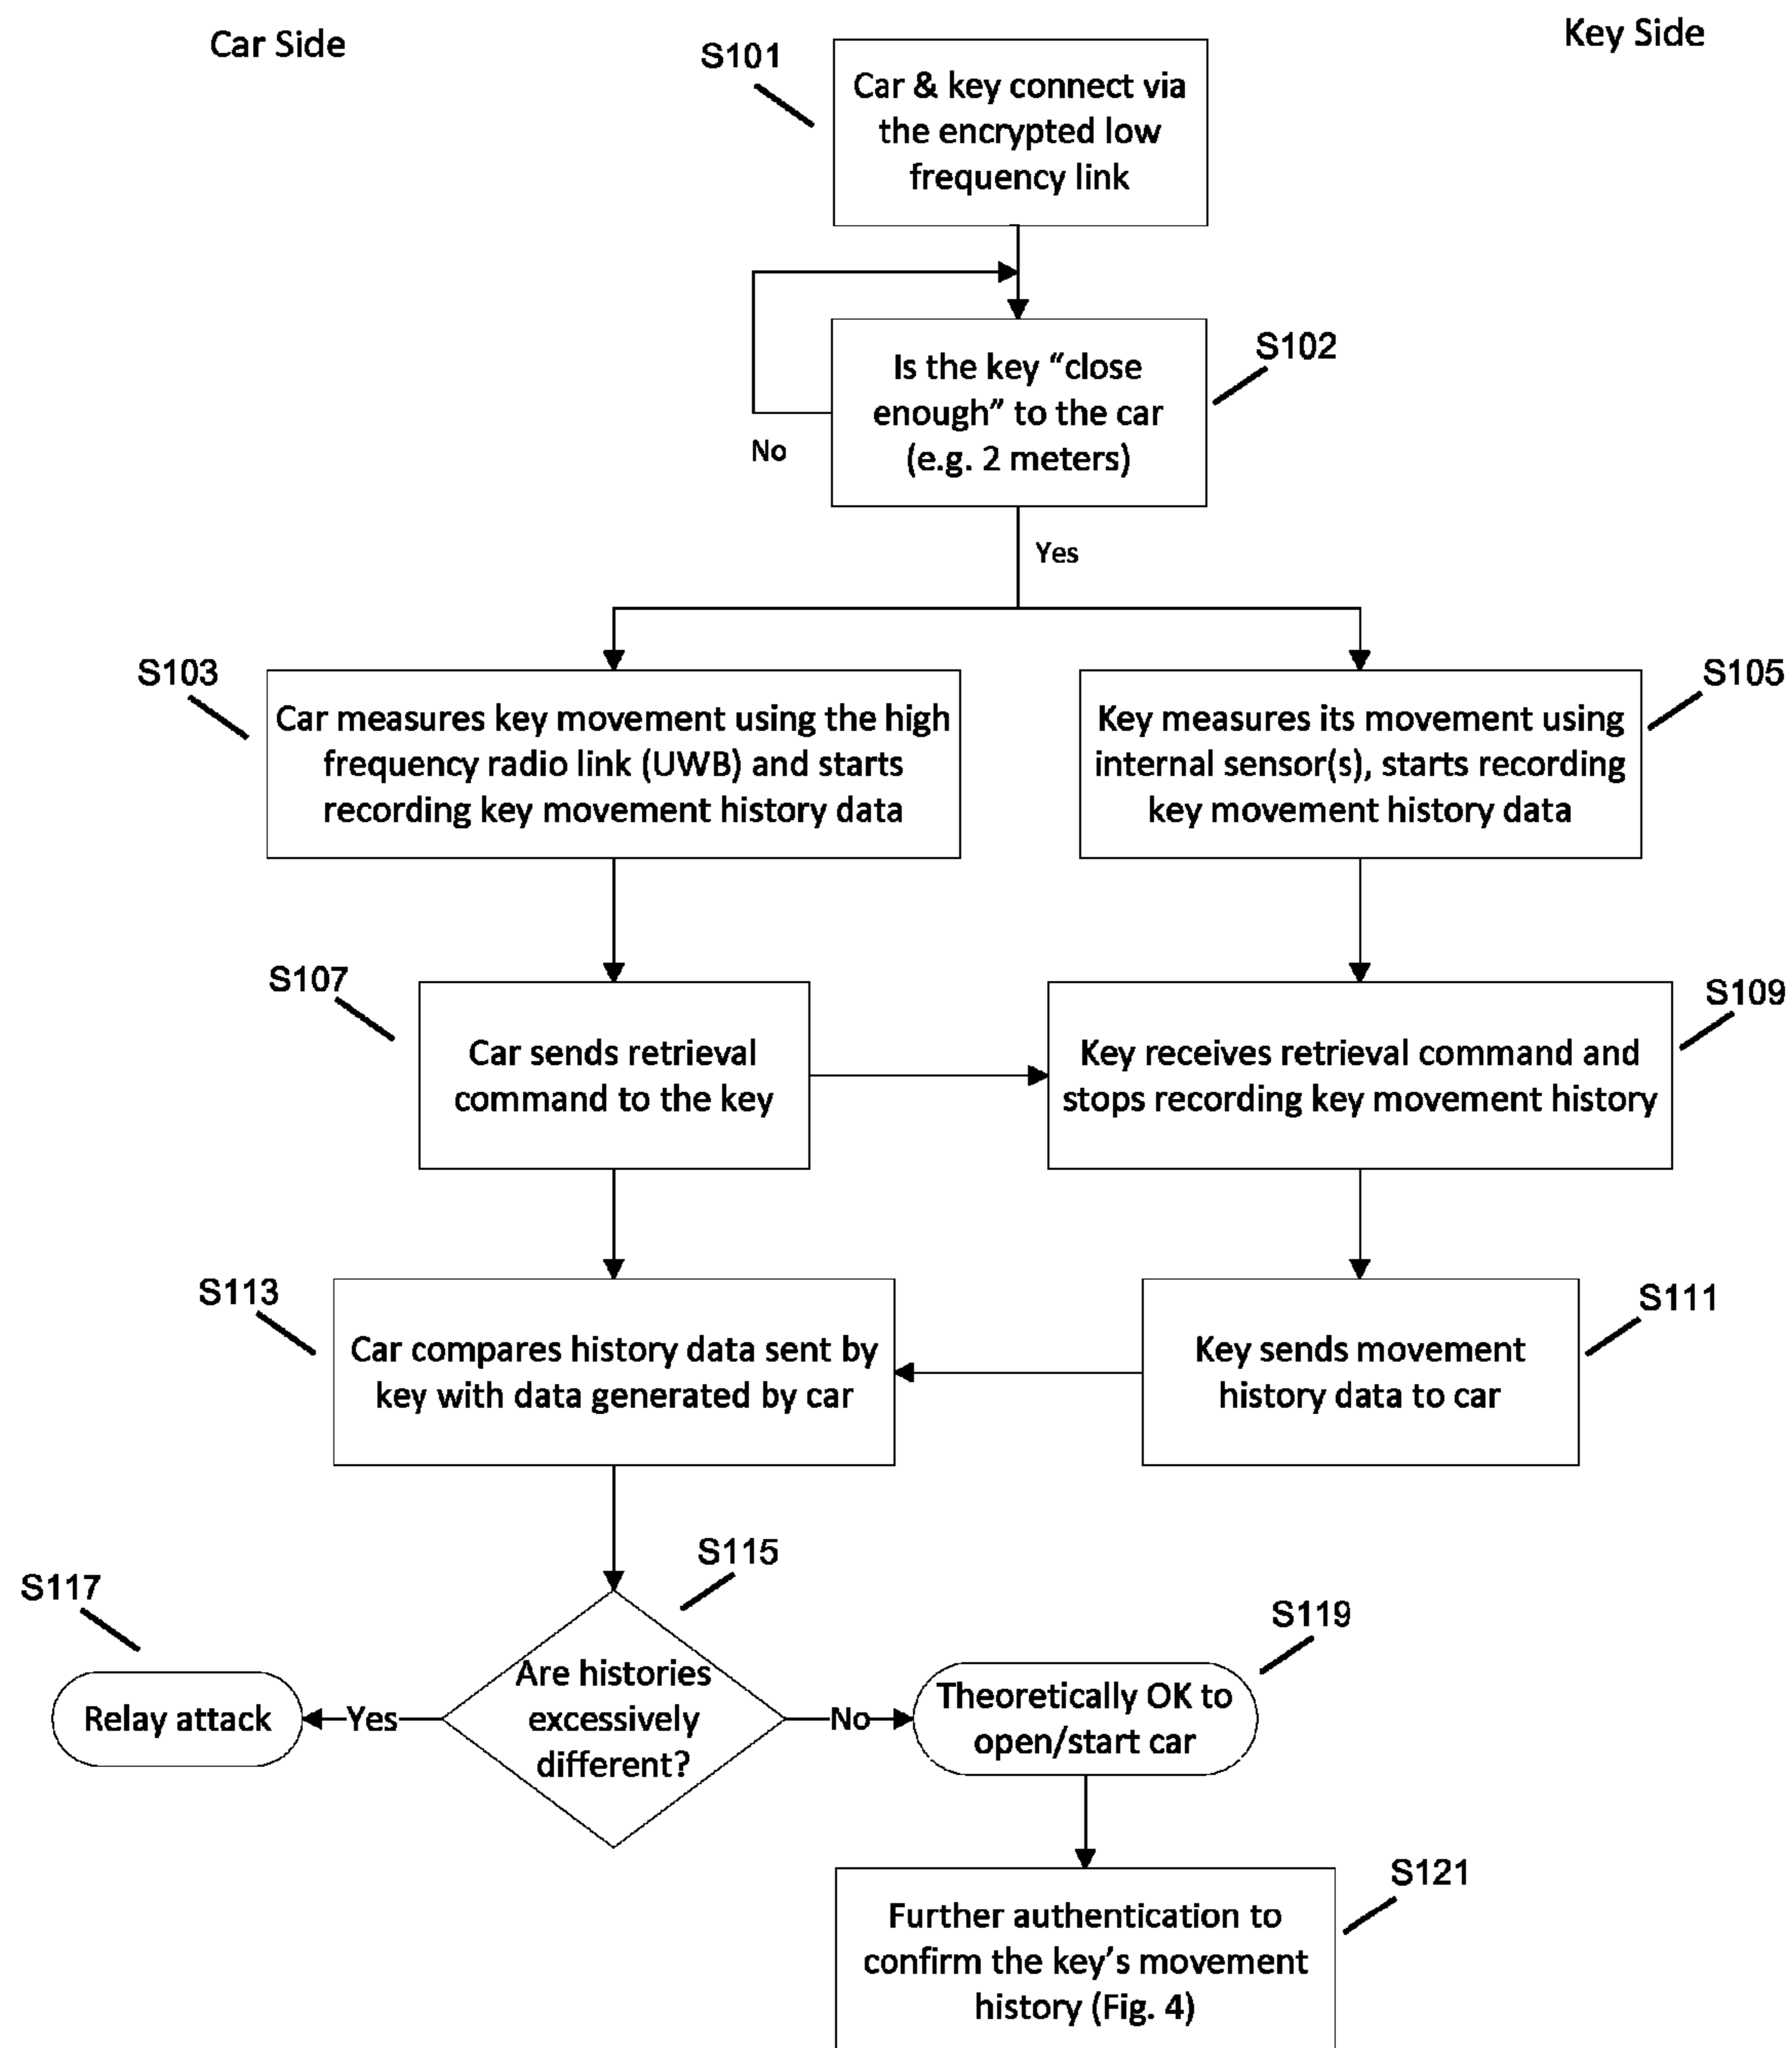 Car Side
Key Side
S101
Car & key connect via
the encrypted low
frequency link
S102
Is the key “close
enough” to the car
(e.g. 2 meters)
No
Yes
S103
Car measures key movement using the high
frequency radio link (UWB) and starts
recording key movement history data
S105
Key measures its movement using
internal sensor(s), starts recording
key movement history data
S107
Car sends retrieval
command to the key
S109
Key receives retrieval command and
stops recording key movement history
S113
Car compares history data sent by
key with data generated by car
S111
Key sends movement
history data to car
S115
Are histories
excessively
different?
S117
Relay attack
Yes
No
S119
Theoretically OK to
open/start car
S121
Further authentication to
confirm the key’s movement
history (Fig. 4)